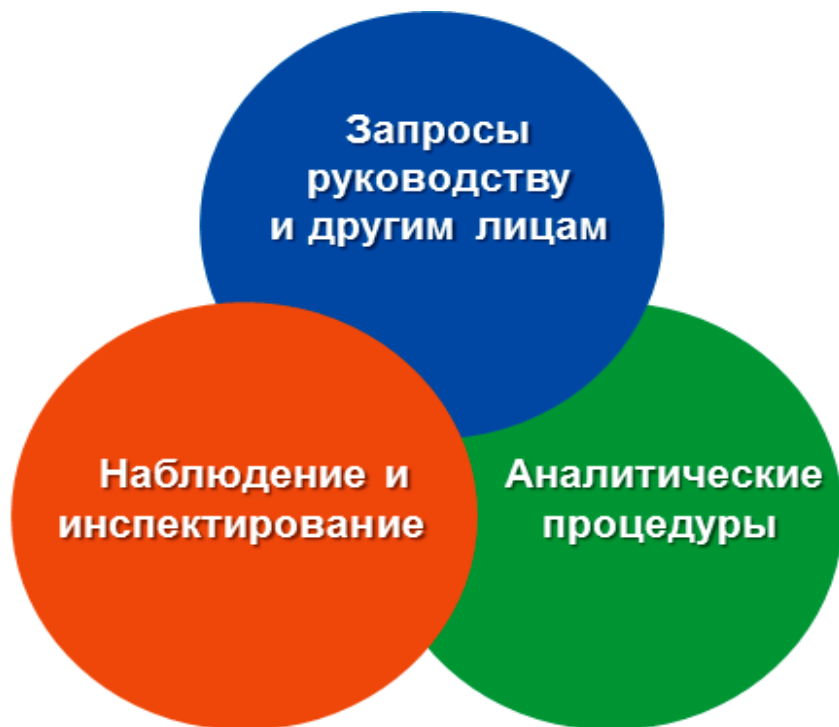 Запросы
руководству
и другим лицам
Наблюдение и
инспектирование
Аналитические
процедуры